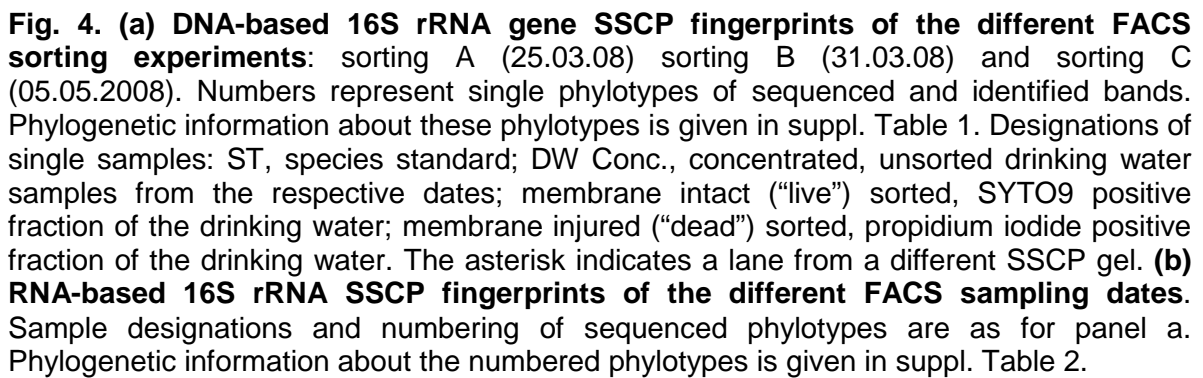 Fig. 4. (a) DNA-based 16S rRNA gene SSCP fingerprints of the different FACS
sorting experiments: sorting A (25.03.08) sorting B (31.03.08) and sorting C
(05.05.2008). Numbers represent single phylotypes of sequenced and identified bands.
Phylogenetic information about these phylotypes is given in suppl. Table 1. Designations of
single samples: ST, species standard; DW Conc., concentrated, unsorted drinking water
samples from the respective dates; membrane intact (“live”) sorted, SYTO9 positive
fraction of the drinking water; membrane injured (“dead”) sorted, propidium iodide positive
fraction of the drinking water. The asterisk indicates a lane from a different SSCP gel. (b)
RNA-based 16S rRNA SSCP fingerprints of the different FACS sampling dates.
Sample designations and numbering of sequenced phylotypes are as for panel a.
Phylogenetic information about the numbered phylotypes is given in suppl. Table 2.